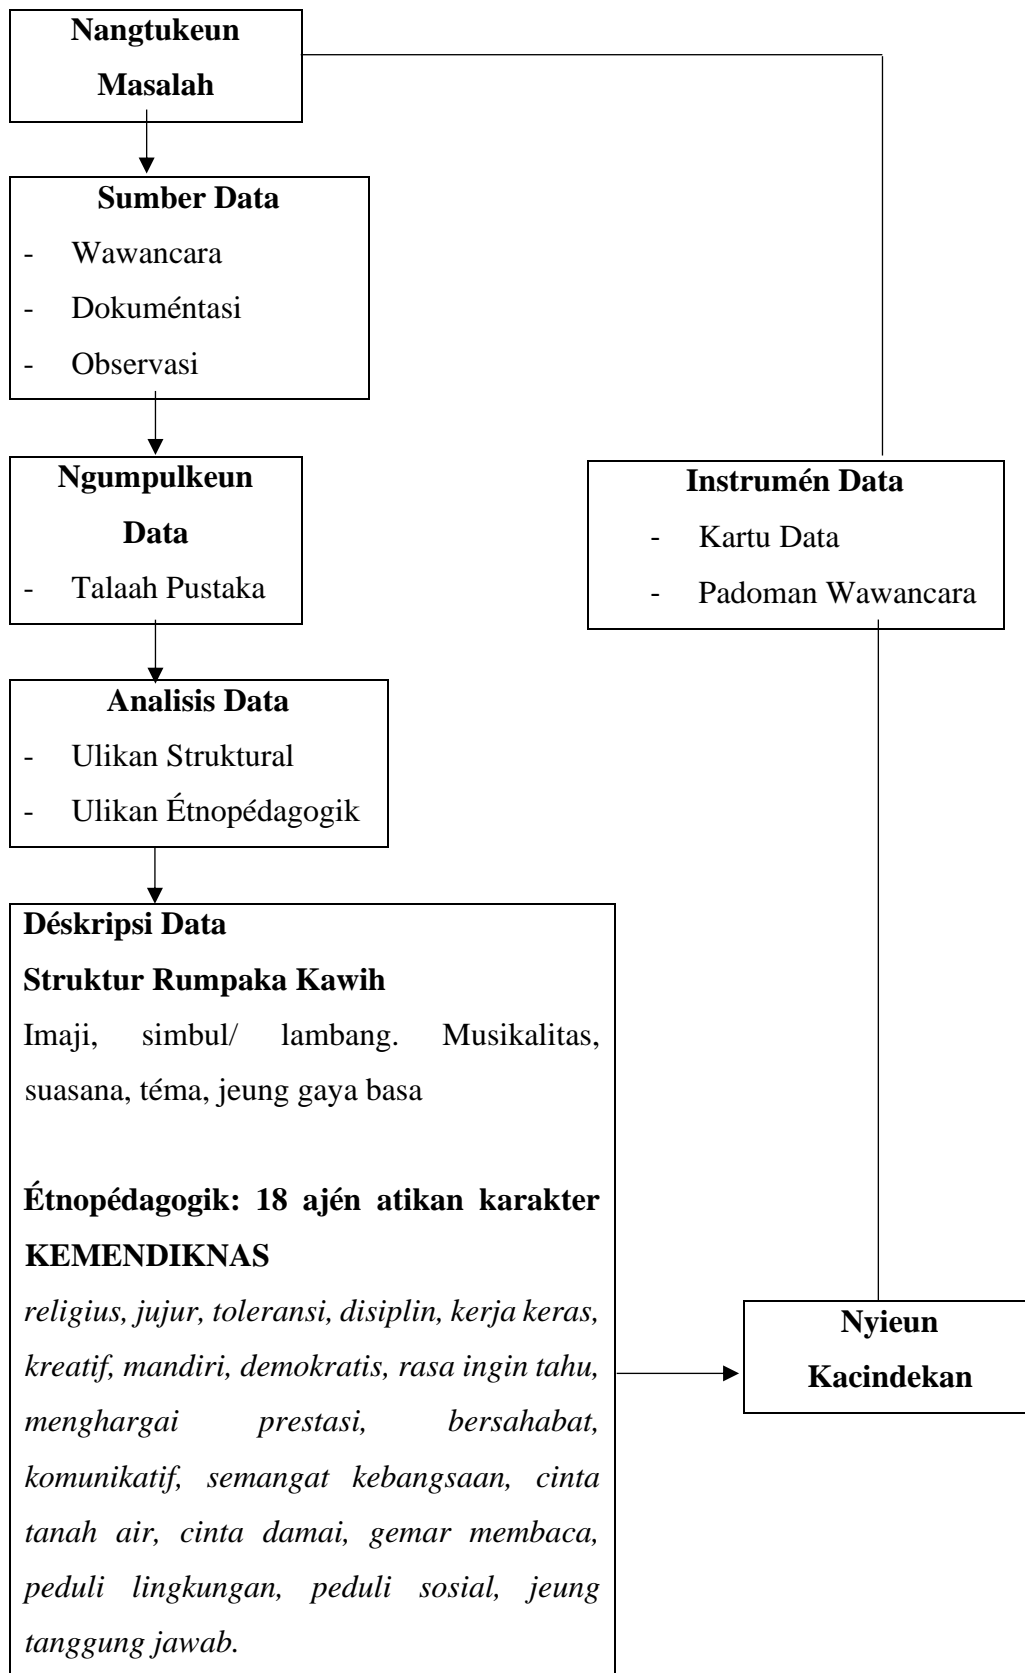 Nangtukeun
Masalah
Sumber Data
- Wawancara
- Dokuméntasi
- Observasi
Ngumpulkeun
Data
- Talaah Pustaka
Instrumén Data
- Kartu Data
- Padoman Wawancara
Analisis Data
- Ulikan Struktural
- Ulikan Étnopédagogik
Déskripsi Data
Struktur Rumpaka Kawih
Imaji, simbul/ lambang. Musikalitas,
suasana, téma, jeung gaya basa
Étnopédagogik: 18 ajén atikan karakter
KEMENDIKNAS
religius, jujur, toleransi, disiplin, kerja keras,
kreatif, mandiri, demokratis, rasa ingin tahu,
menghargai prestasi, bersahabat,
komunikatif, semangat kebangsaan, cinta
tanah air, cinta damai, gemar membaca,
peduli lingkungan, peduli sosial, jeung
tanggung jawab.
Nyieun
Kacindekan